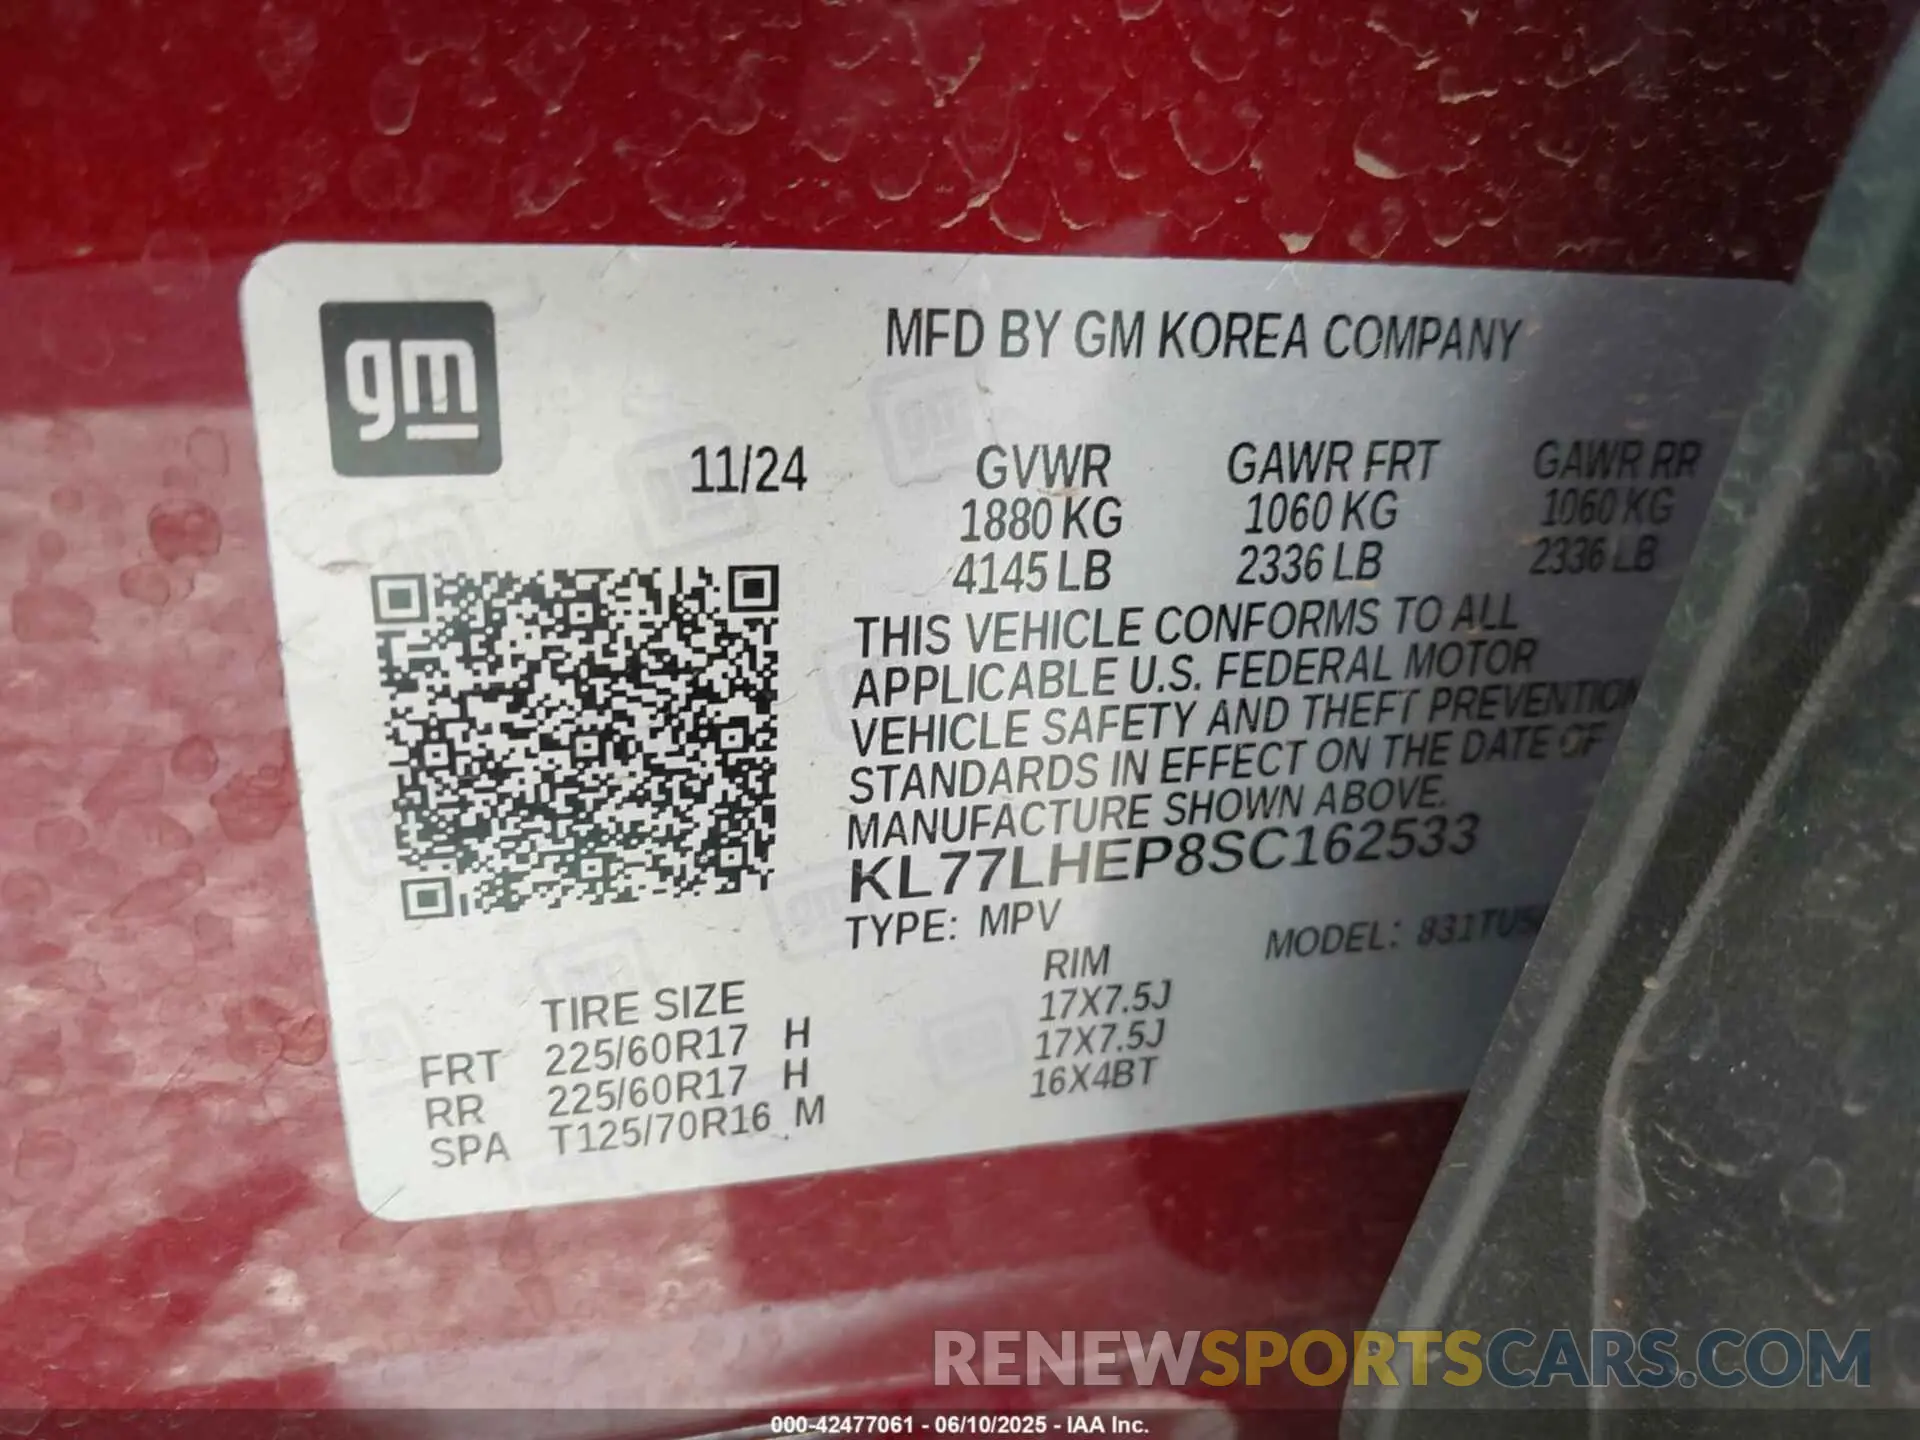 gm
MFD BY GM KOREA COMPANY
11/24 GVWR GAWR FRT GAWR RR
1880 KG 1060 KG 1060 KG
4145 LB 2336 LB 2336 LB
THIS VEHICLE CONFORMS TO ALL
APPLICABLE U.S. FEDERAL MOTOR
VEHICLE SAFETY AND THEFT PREVENTION
STANDARDS IN EFFECT ON THE DATE OF
MANUFACTURE SHOWN ABOVE.
KL77LHEP8SC162533
TYPE: MPV MODEL:
TIRE SIZE RIM
FRT 225/60R17 H 17X7.5J
RR 225/60R17 H 17X7.5J
SPA T125/70R16 M 16X4BT
RENEWSPORTSCARS.COM
000-42477061 - 06/10/2025 - IAA Inc.